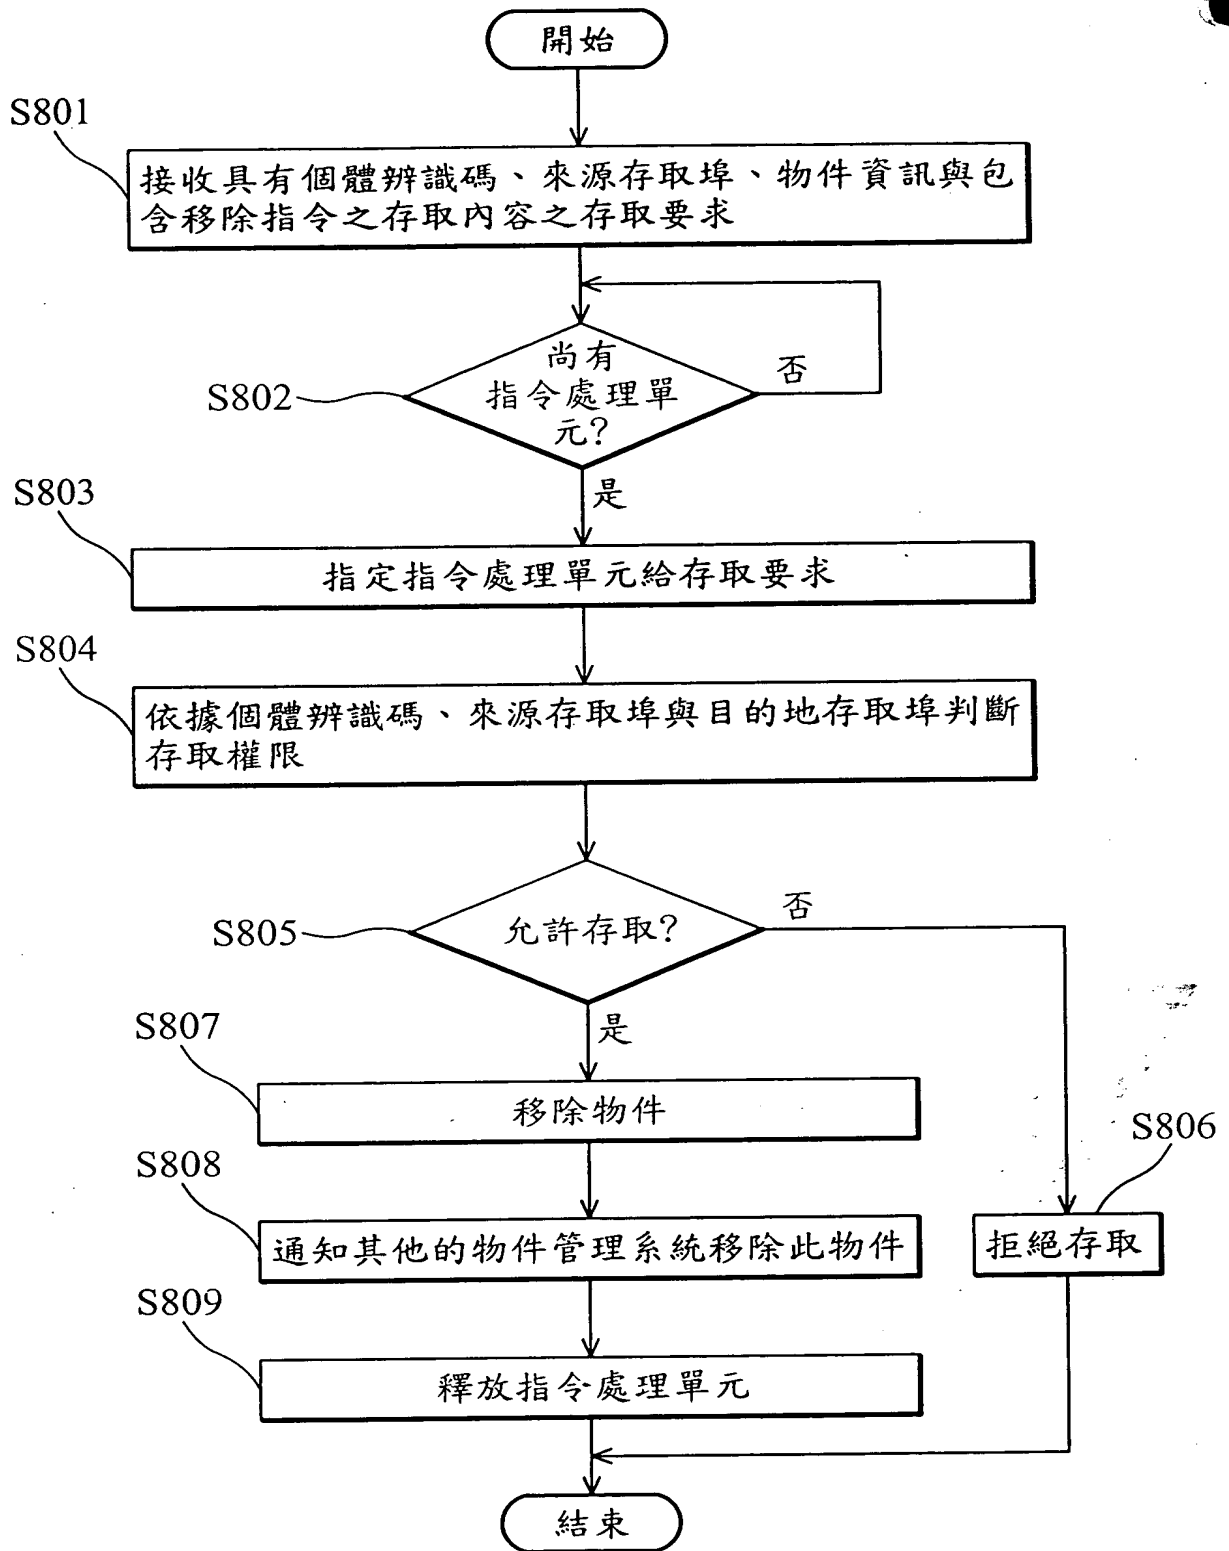 開始
S801
接收具有個體辨識碼、來源存取埠、物件資訊與包
含移除指令之存取內容之存取要求
尚有
指令處理單
元?
否
S802
是
S803
指定指令處理單元給存取要求
S804
依據個體辨識碼、來源存取埠與目的地存取埠判斷
存取權限
否
S805
允許存取?
是
S807
移除物件
S806
S808
通知其他的物件管理系統移除此物件
拒絕存取
S809
釋放指令處理單元
結束